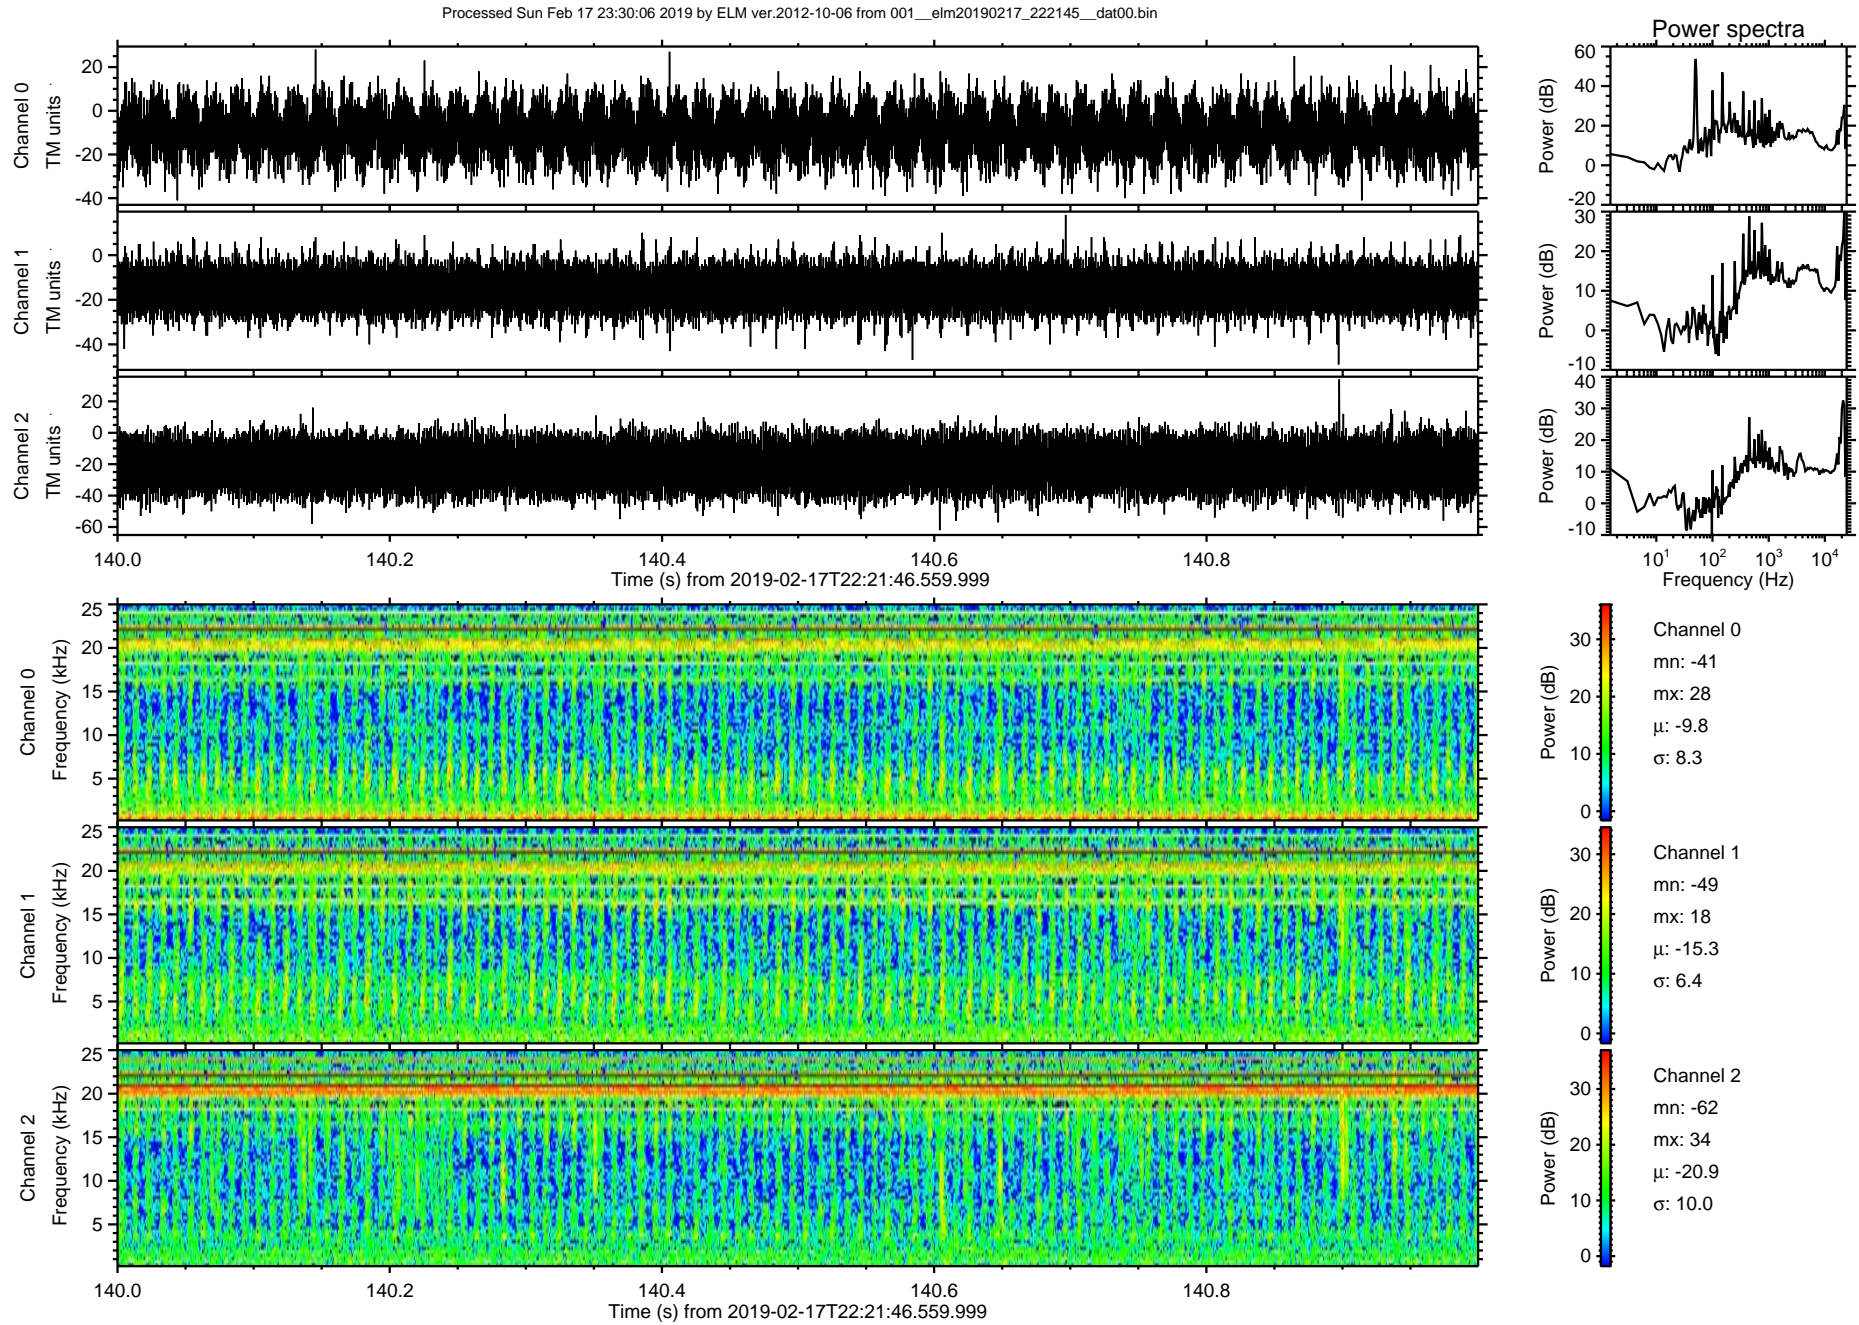 Processed Sun Feb 17 23:30:06 2019 by ELM ver.2012-10-06 from 001__elm20190217_222145__dat00.bin
Power spectra
Channel 0
TM units
20
0
-20
-40
Power (dB)
60
40
20
0
-20
Channel 1
TM units
0
-20
-40
Power (dB)
30
20
10
0
-10
Channel 2
TM units
20
0
-20
-40
-60
Power (dB)
40
30
20
10
0
-10
140.0 140.2 140.4 140.6 140.8
Time (s) from 2019-02-17T22:21:46.559.999
10¹ 10² 10³ 10⁴
Frequency (Hz)
Channel 0
Frequency (kHz)
25
20
15
10
5
Power (dB)
30
20
10
0
Channel 0
mn: -41
mx: 28
μ: -9.8
σ: 8.3
Channel 1
Frequency (kHz)
25
20
15
10
5
Power (dB)
30
20
10
0
Channel 1
mn: -49
mx: 18
μ: -15.3
σ: 6.4
Channel 2
Frequency (kHz)
25
20
15
10
5
Power (dB)
30
20
10
0
Channel 2
mn: -62
mx: 34
μ: -20.9
σ: 10.0
140.0 140.2 140.4 140.6 140.8
Time (s) from 2019-02-17T22:21:46.559.999